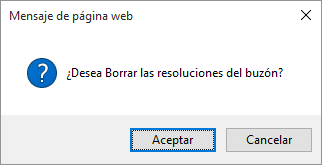 Mensaje de página web
¿Desea Borrar las resoluciones del buzón?
Aceptar
Cancelar